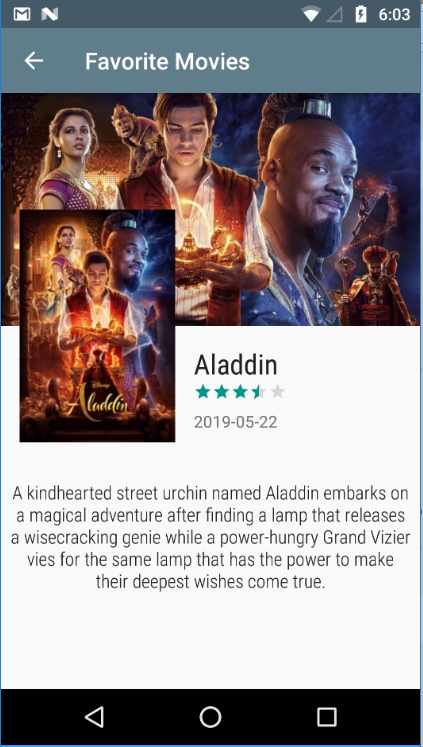 6:03
Favorite Movies
Disney
Aladdin
Aladdin
2019-05-22
A kindhearted street urchin named Aladdin embarks on
a magical adventure after finding a lamp that releases
a wisecracking genie while a power-hungry Grand Vizier
vies for the same lamp that has the power to make
their deepest wishes come true.